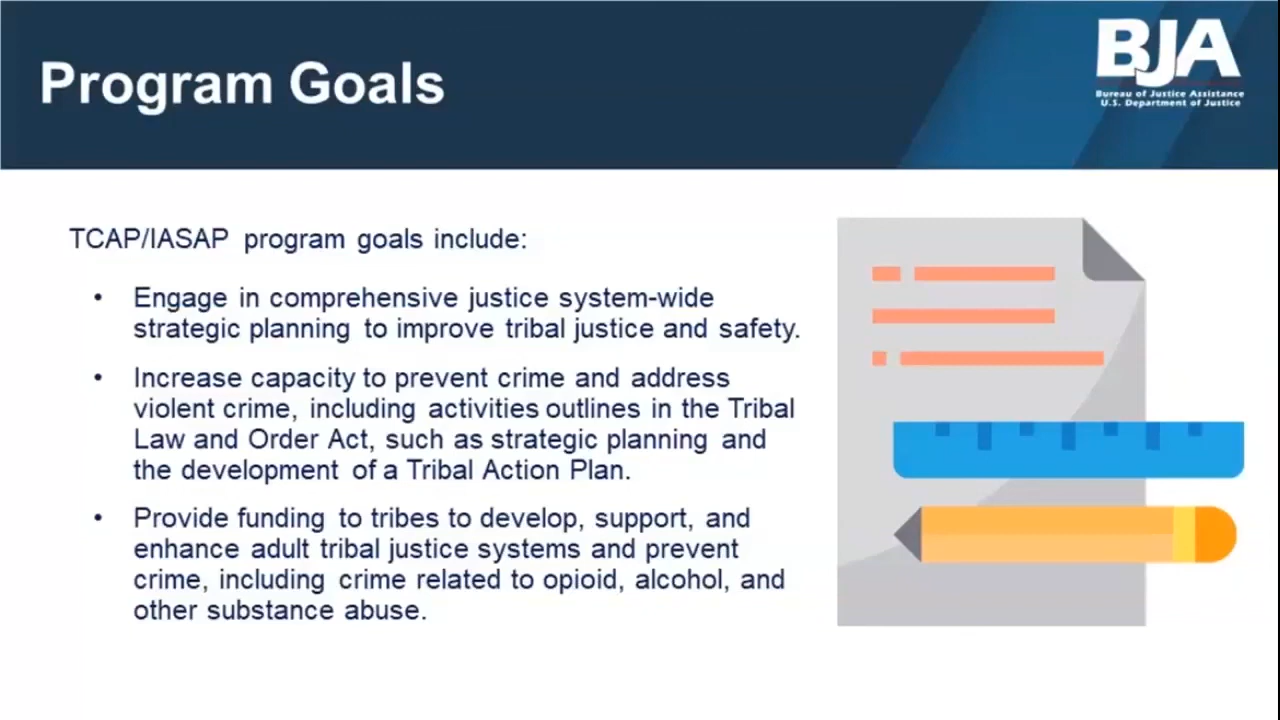 Program Goals
BJA
Bureau of Justice Assistance
U.S. Department of Justice
TCAP/IASAP program goals include:
• Engage in comprehensive justice system-wide
strategic planning to improve tribal justice and safety.
• Increase capacity to prevent crime and address
violent crime, including activities outlines in the Tribal
Law and Order Act, such as strategic planning and
the development of a Tribal Action Plan.
• Provide funding to tribes to develop, support, and
enhance adult tribal justice systems and prevent
crime, including crime related to opioid, alcohol, and
other substance abuse.